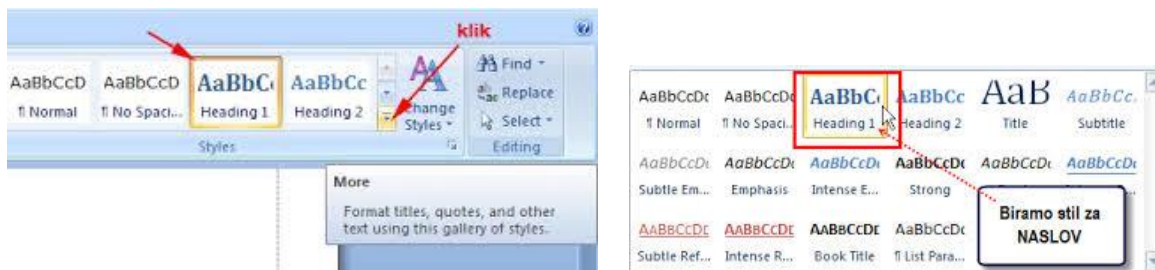 klik
AaBbCcD AaBbCcD AaBbC AaBbCc
¶ Normal ¶ No Spaci... Heading 1 Heading 2
Change
Styles
Styles
Find
Replace
Select
Editing
More
Format titles, quotes, and other
text using this gallery of styles.
AaBbCcDc AaBbCcDc AaBbC AaBbCc AaB AaBbCc.
¶ Normal ¶ No Spaci... Heading 1 Heading 2 Title Subtitle
AaBbCcDc AaBbCcDc AaBbCcDc AaBbCcDc AaBbCcDc AaBbCcDc
Subtle Em... Emphasis Intense E... Strong
AaBbCcDc AaBbCcDc AaBbCcDc AaBbCcDc
Subtle Ref... Intense R... Book Title ¶ List Para...
Biramo stil za
NASLOV